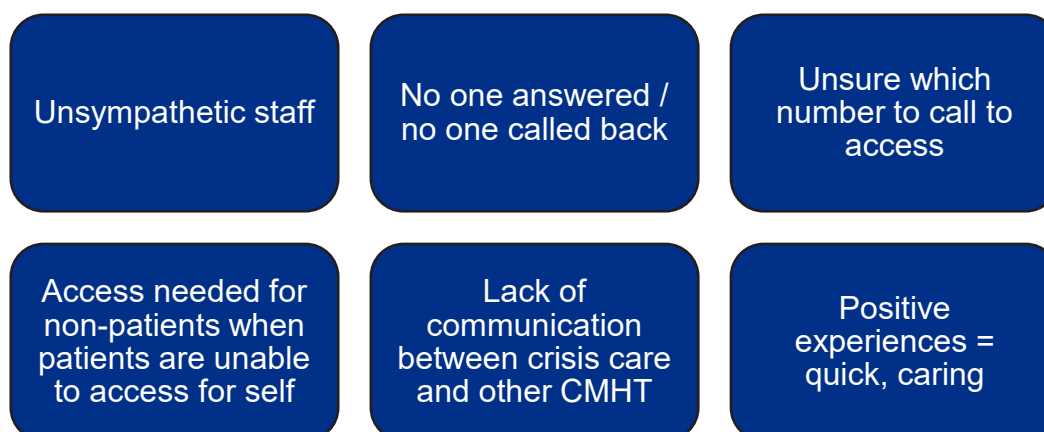 Unsympathetic staff
No one answered /
no one called back
Unsure which
number to call to
access
Access needed for
non-patients when
patients are unable
to access for self
Lack of
communication
between crisis care
and other CMHT
Positive
experiences =
quick, caring